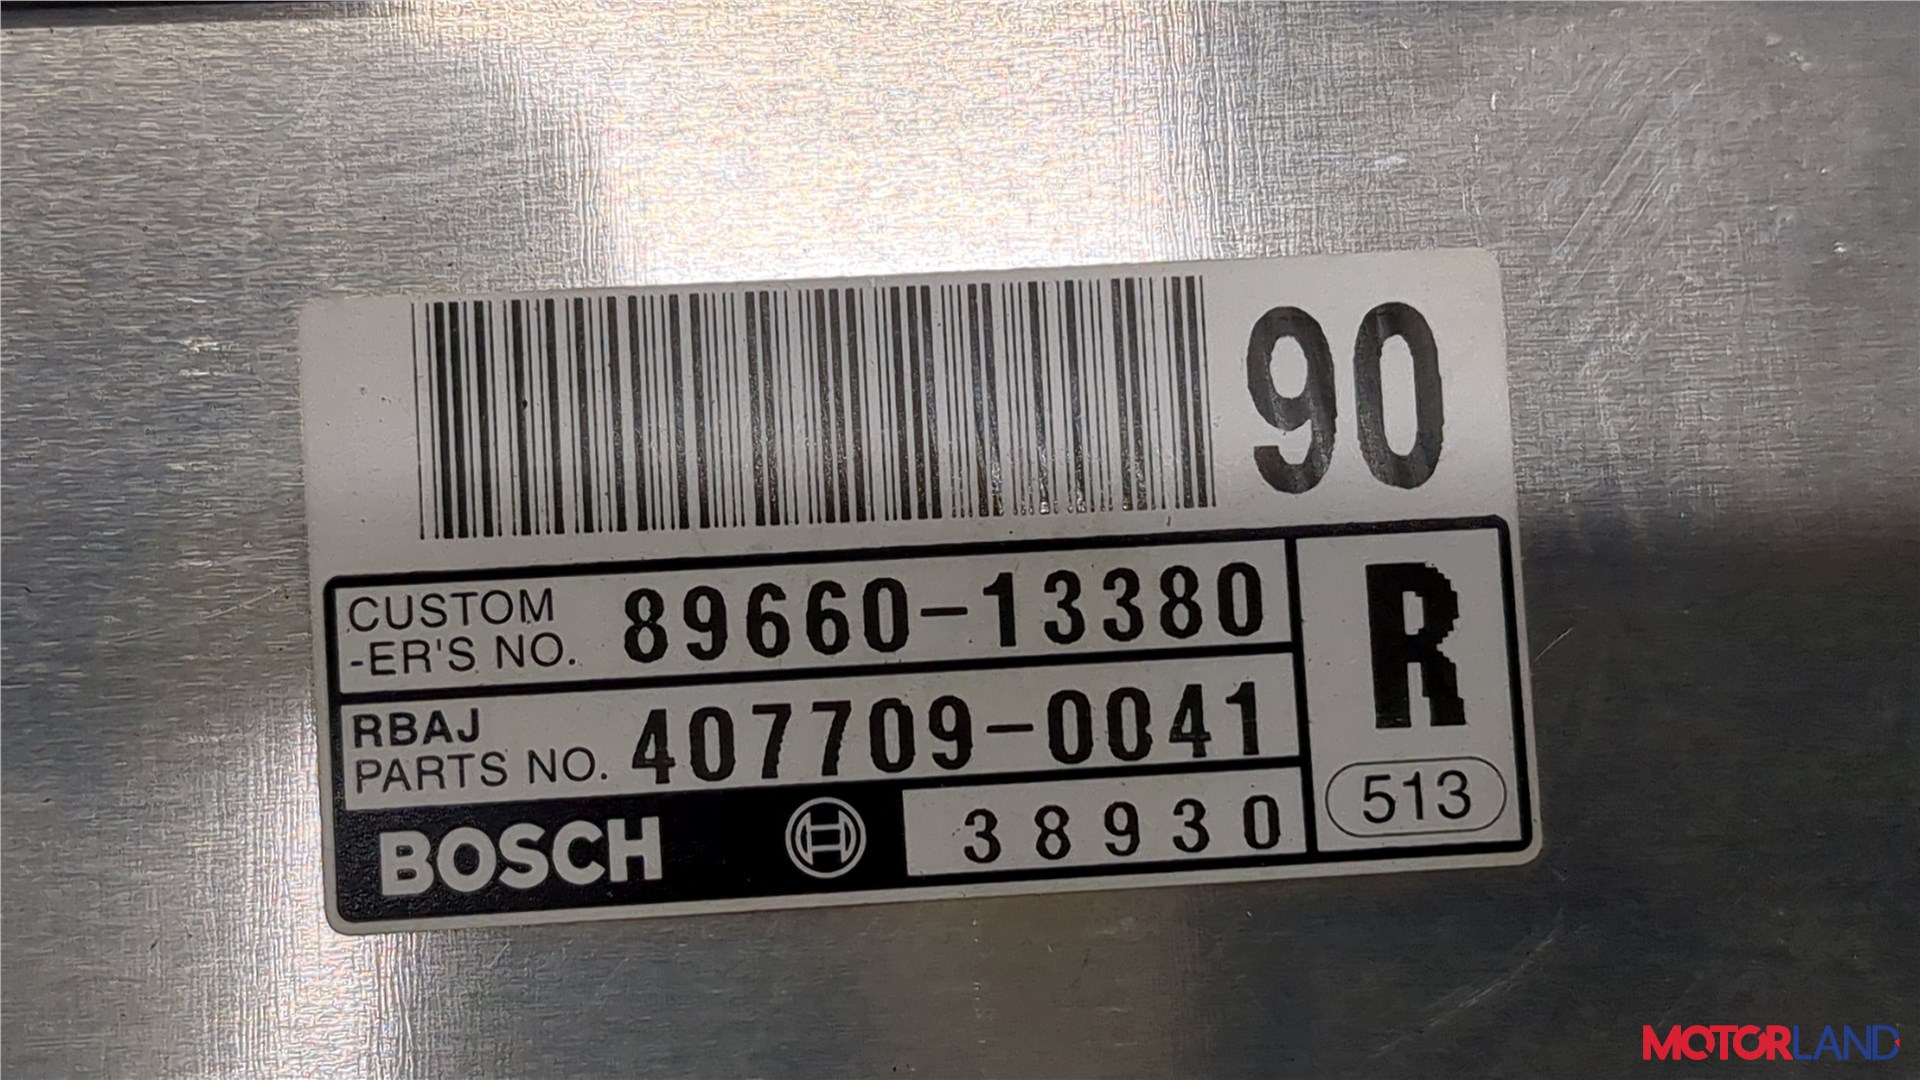 90
CUSTOM
-ER'S NO. 89660-13380
RBAJ
PARTS NO. 407709-0041
R
BOSCH 38930
513
MOTORLAND